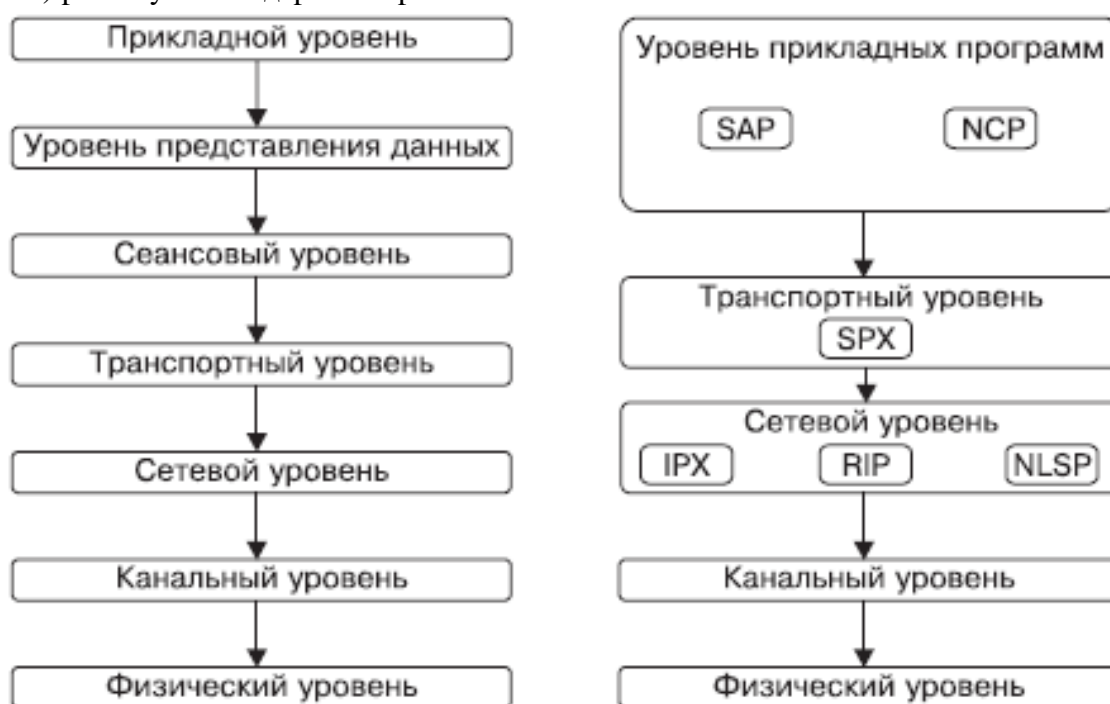 Прикладной уровень
Уровень представления данных
Сеансовый уровень
Транспортный уровень
Сетевой уровень
Канальный уровень
Физический уровень
Уровень прикладных программ
SAP
NCP
Транспортный уровень
SPX
Сетевой уровень
IPX
RIP
NLSP
Канальный уровень
Физический уровень